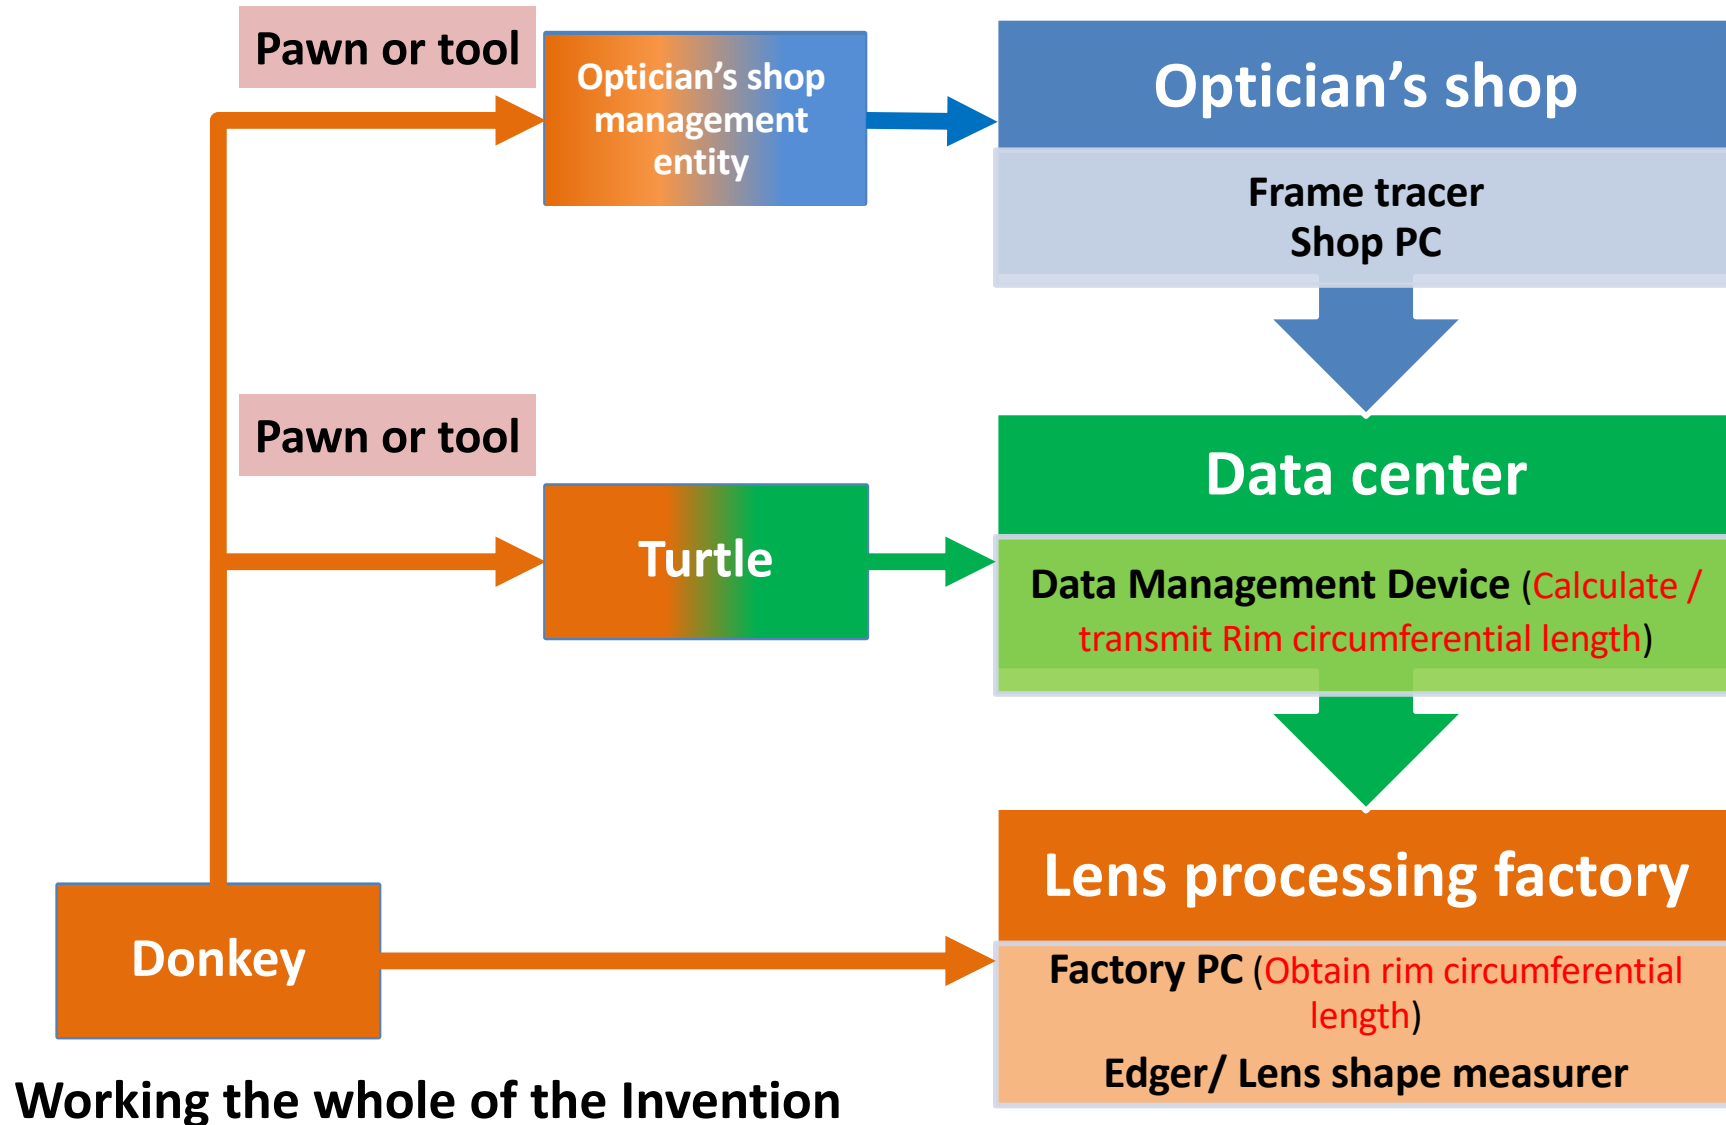 Pawn or tool
Optician’s shop
management
entity
Optician’s shop
Frame tracer
Shop PC
Pawn or tool
Turtle
Data center
Data Management Device (Calculate /
transmit Rim circumferential length)
Donkey
Lens processing factory
Factory PC (Obtain rim circumferential
length)
Edger/ Lens shape measurer
Working the whole of the Invention